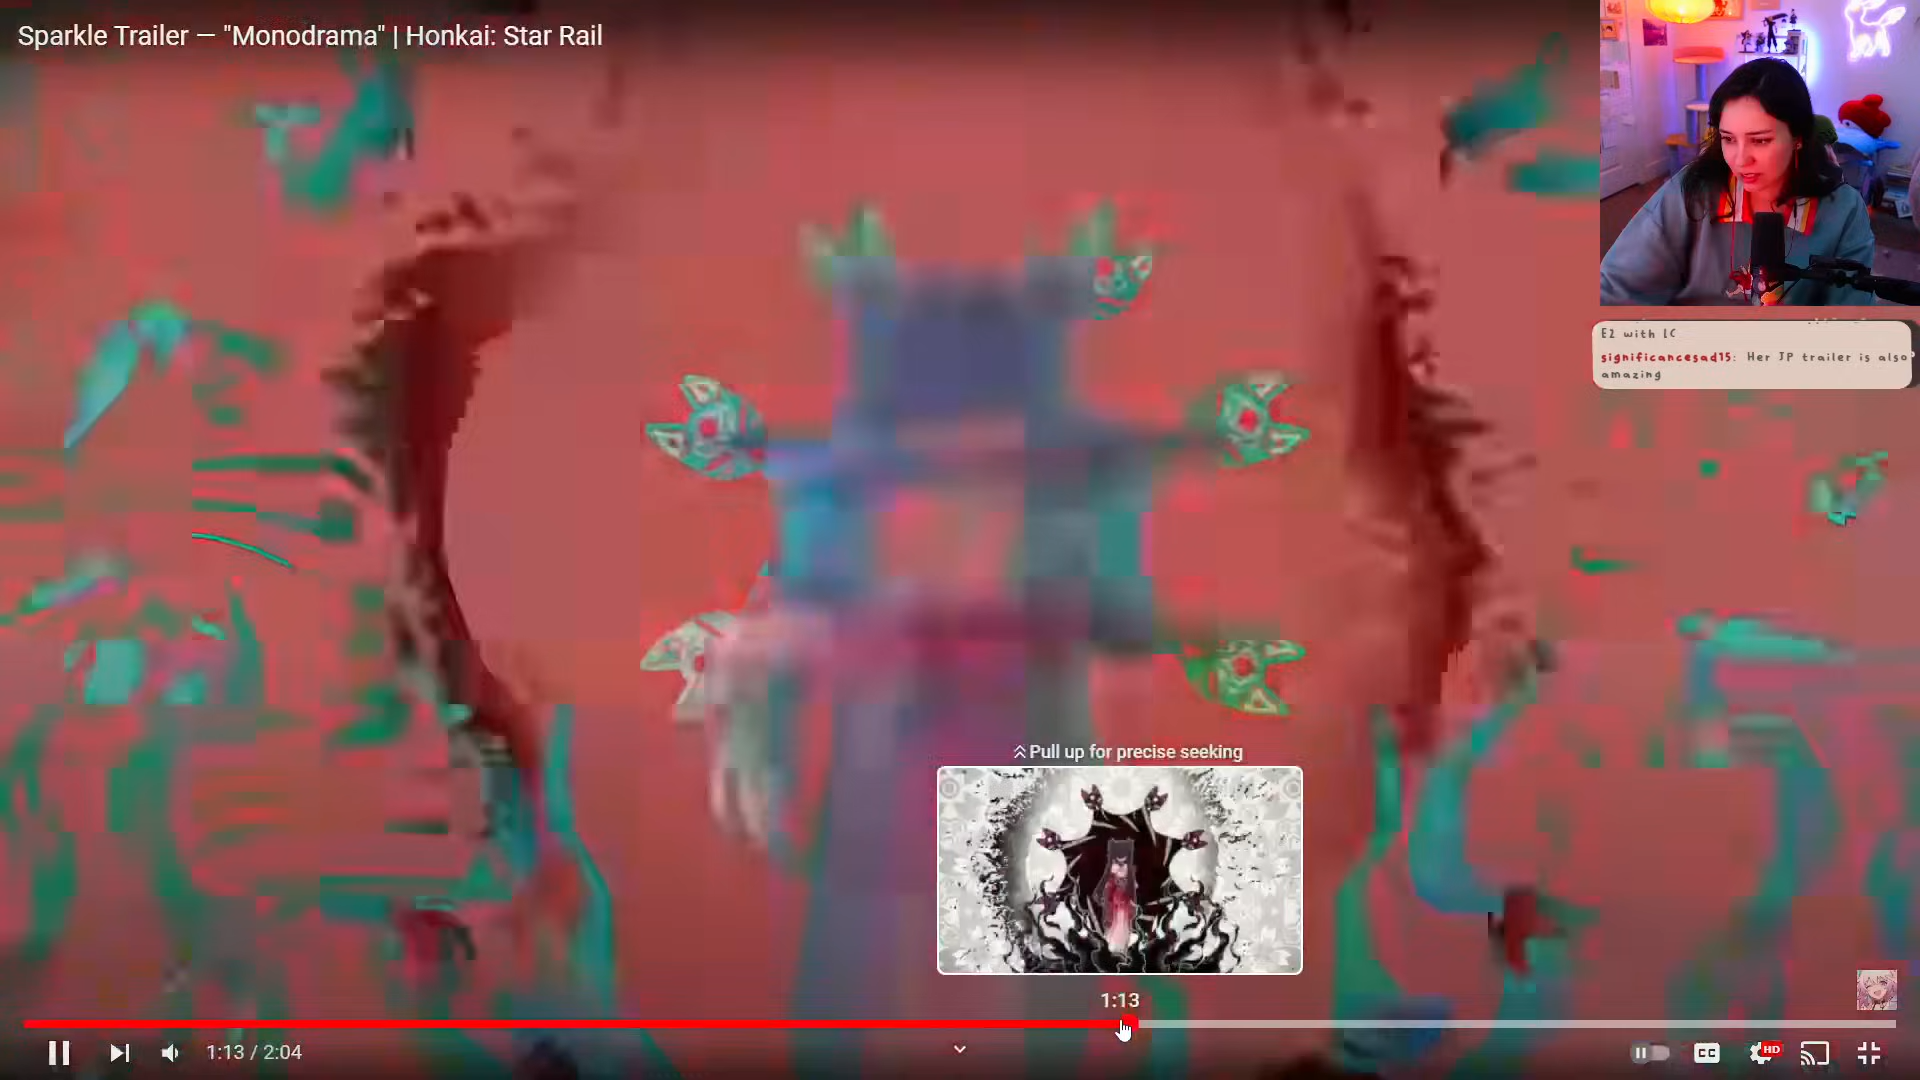 Sparkle Trailer — "Monodrama" | Honkai: Star Rail
E2 with LC
significancesad15: Her JP trailer is also
amazing
Pull up for precise seeking
1:13
1:13 / 2:04
CC
HD